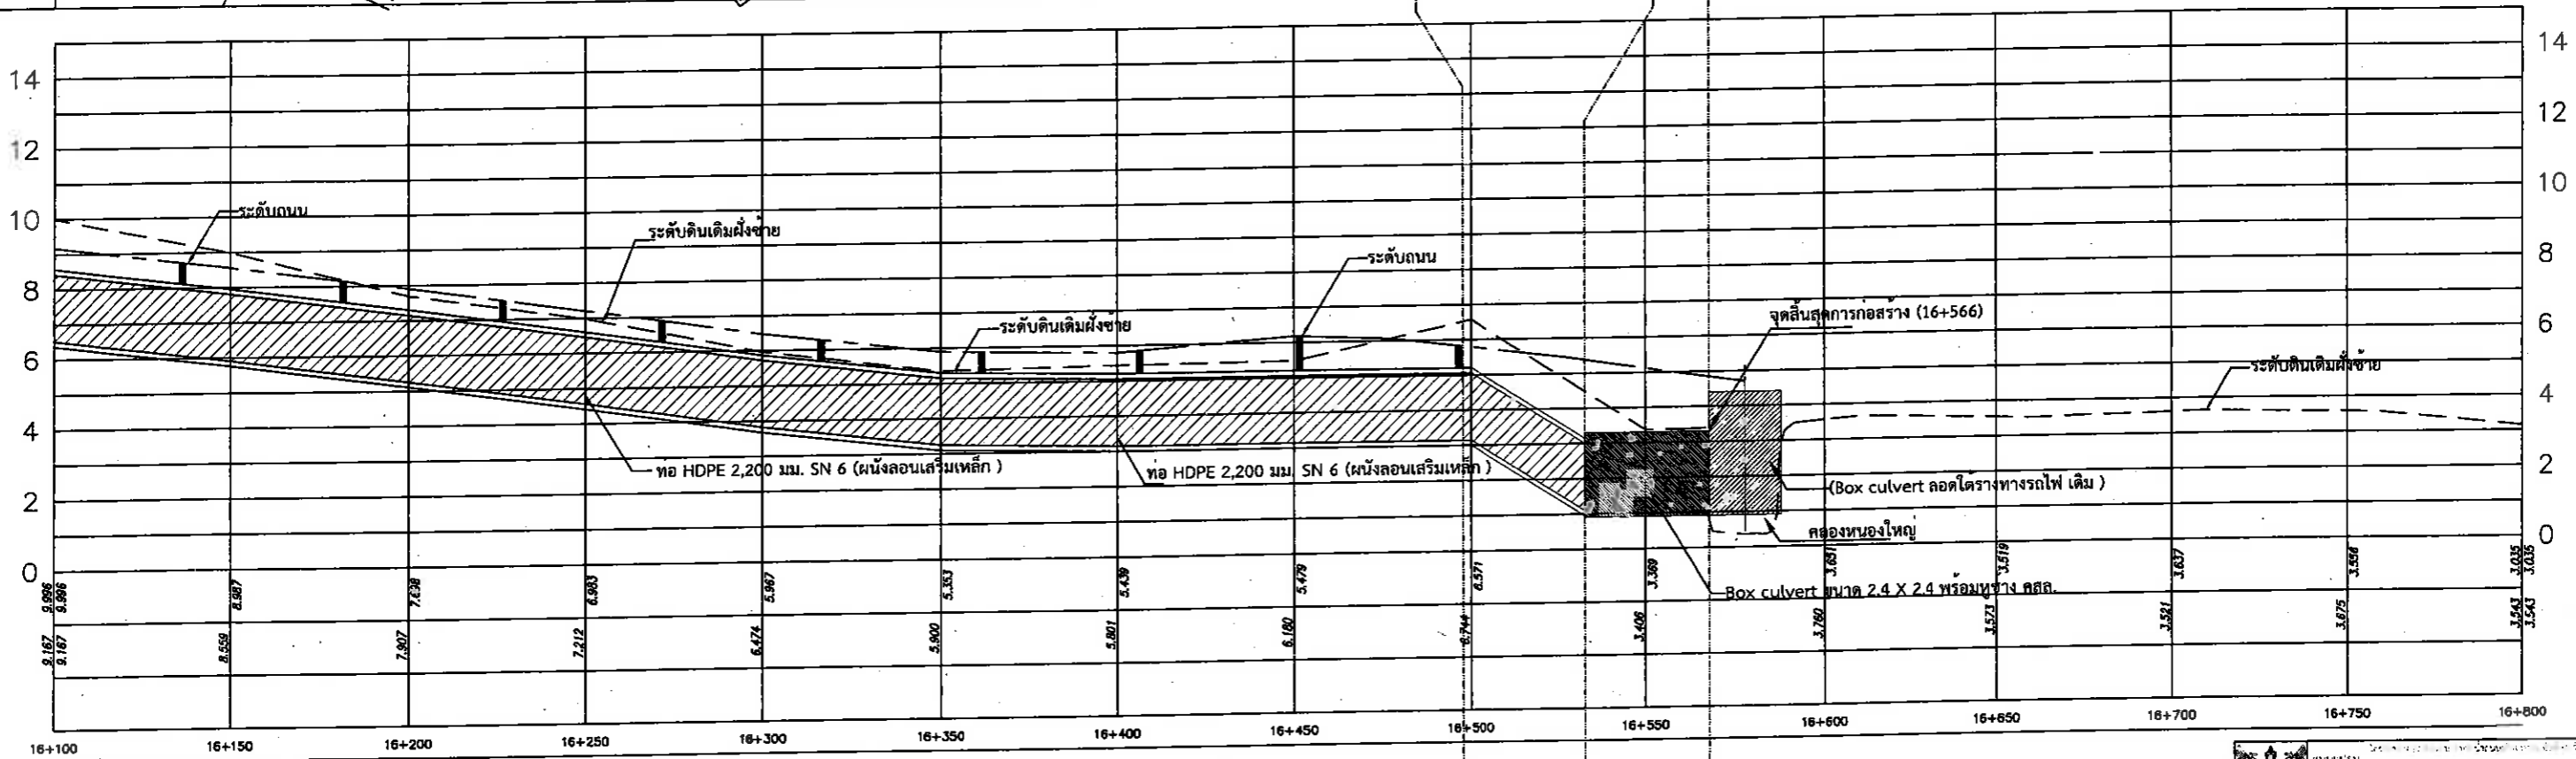 14
12
10
8
6
4
2
0
14
12
10
8
6
4
2
0
ระดับถนน
ระดับดินเดิมฝั่งซ้าย
ระดับถนน
ระดับดินเดิมฝั่งซ้าย
จุดสิ้นสุดการก่อสร้าง (16+566)
ระดับดินเดิมฝั่งซ้าย
ท่อ HDPE 2,200 มม. SN 6 (ผนังลอนเสริมเหล็ก )
ท่อ HDPE 2,200 มม. SN 6 (ผนังลอนเสริมเหล็ก )
(Box culvert ลอดใต้รางทางรถไฟ เดิม )
คลองหนองใหญ่
Box culvert ขนาด 2.4 X 2.4 พร้อมหูช้าง คสล.
9.996 9.996 8.987 7.698 6.983 5.967 5.353 5.439 5.479 6.571 3.369 3.651 3.519 3.637 3.556 3.035 3.035
9.167 9.167 8.559 7.907 7.212 6.474 5.900 5.801 6.180 6.744 3.406 3.760 3.573 3.521 3.675 3.543 3.543
16+100 16+150 16+200 16+250 16+300 16+350 16+400 16+450 16+500 16+550 16+600 16+650 16+700 16+750 16+800